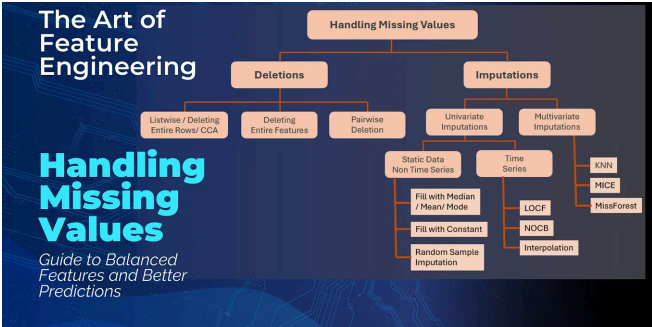 The Art of
Feature
Engineering
Handling
Missing
Values
Guide to Balanced
Features and Better
Predictions
Handling Missing Values
Deletions
Imputations
Listwise / Deleting
Entire Rows/ CCA
Deleting
Entire Features
Pairwise
Deletion
Univariate
Imputations
Multivariate
Imputations
Static Data
Non Time Series
Time
Series
Fill with Median
/ Mean/ Mode
Fill with Constant
Random Sample
Imputation
LOCF
NOCB
Interpolation
KNN
MICE
MissForest